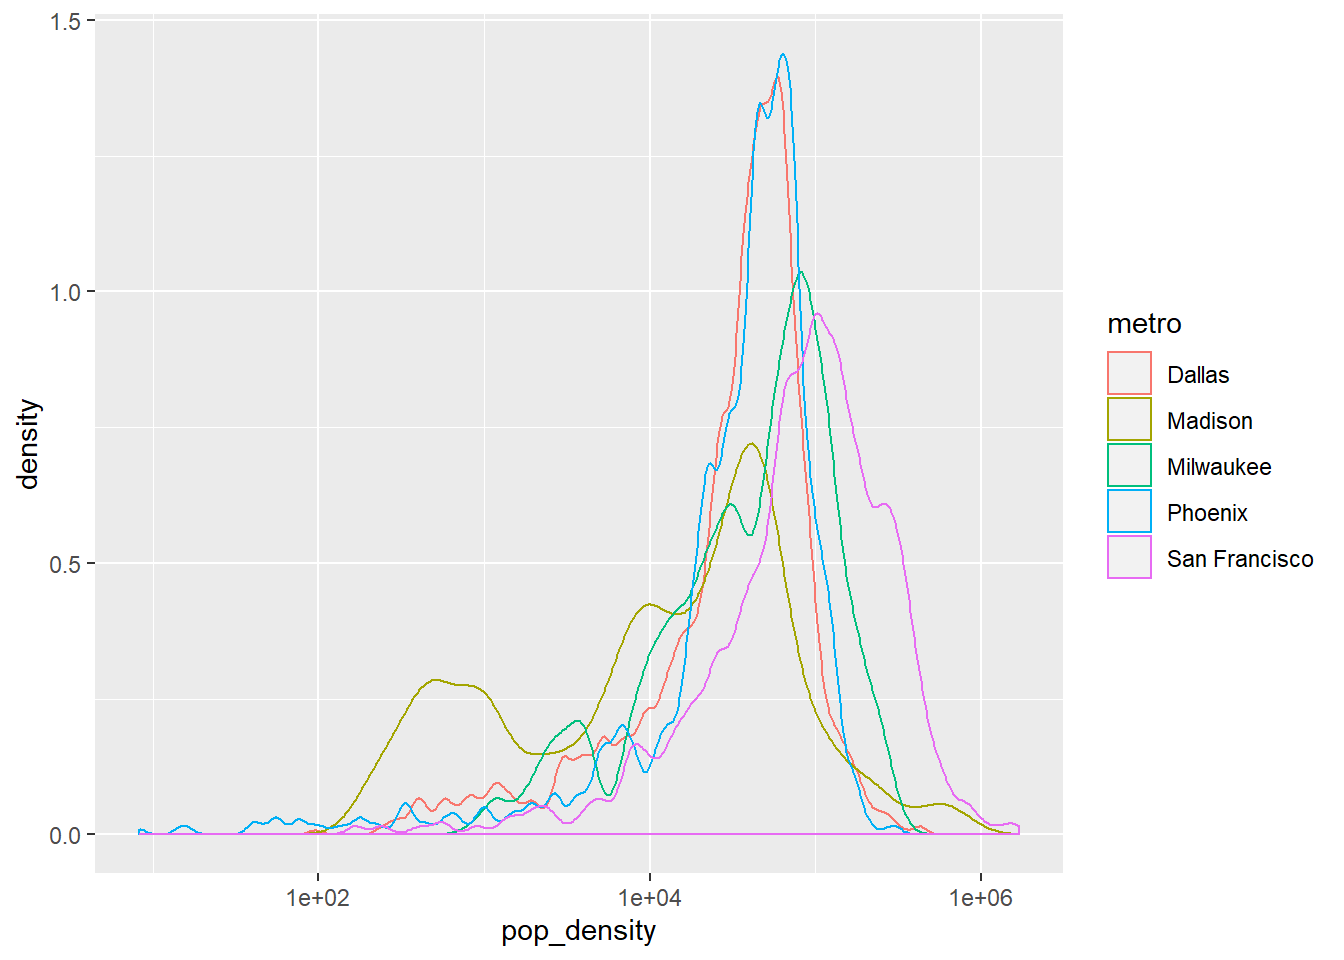 1.5
1.0
0.5
0.0
density
1e+02
1e+04
1e+06
pop_density
metro
Dallas
Madison
Milwaukee
Phoenix
San Francisco